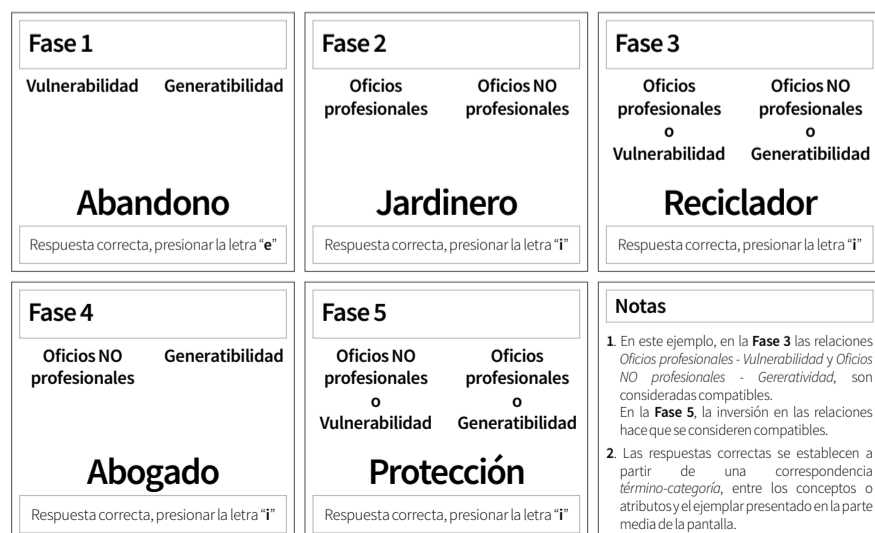 Fase 1
Vulnerabilidad Generatibilidad
Abandono
Respuesta correcta, presionar la letra "e"
Fase 2
Oficios profesionales Oficios NO profesionales
Jardinero
Respuesta correcta, presionar la letra "i"
Fase 3
Oficios profesionales o Vulnerabilidad Oficios NO profesionales o Generatibilidad
Reciclador
Respuesta correcta, presionar la letra "i"
Fase 4
Oficios NO profesionales Generatibilidad
Abogado
Respuesta correcta, presionar la letra "i"
Fase 5
Oficios NO profesionales o Vulnerabilidad Oficios profesionales o Generatibilidad
Protección
Respuesta correcta, presionar la letra "i"
Notas
1. En este ejemplo, en la Fase 3 las relaciones
Oficios profesionales - Vulnerabilidad y Oficios
NO profesionales - Gereratividad, son
consideradas compatibles.
En la Fase 5, la inversión en las relaciones
hace que se consideren compatibles.
2. Las respuestas correctas se establecen a
partir de una correspondencia
término-categoría, entre los conceptos o
atributos y el ejemplar presentado en la parte
media de la pantalla.